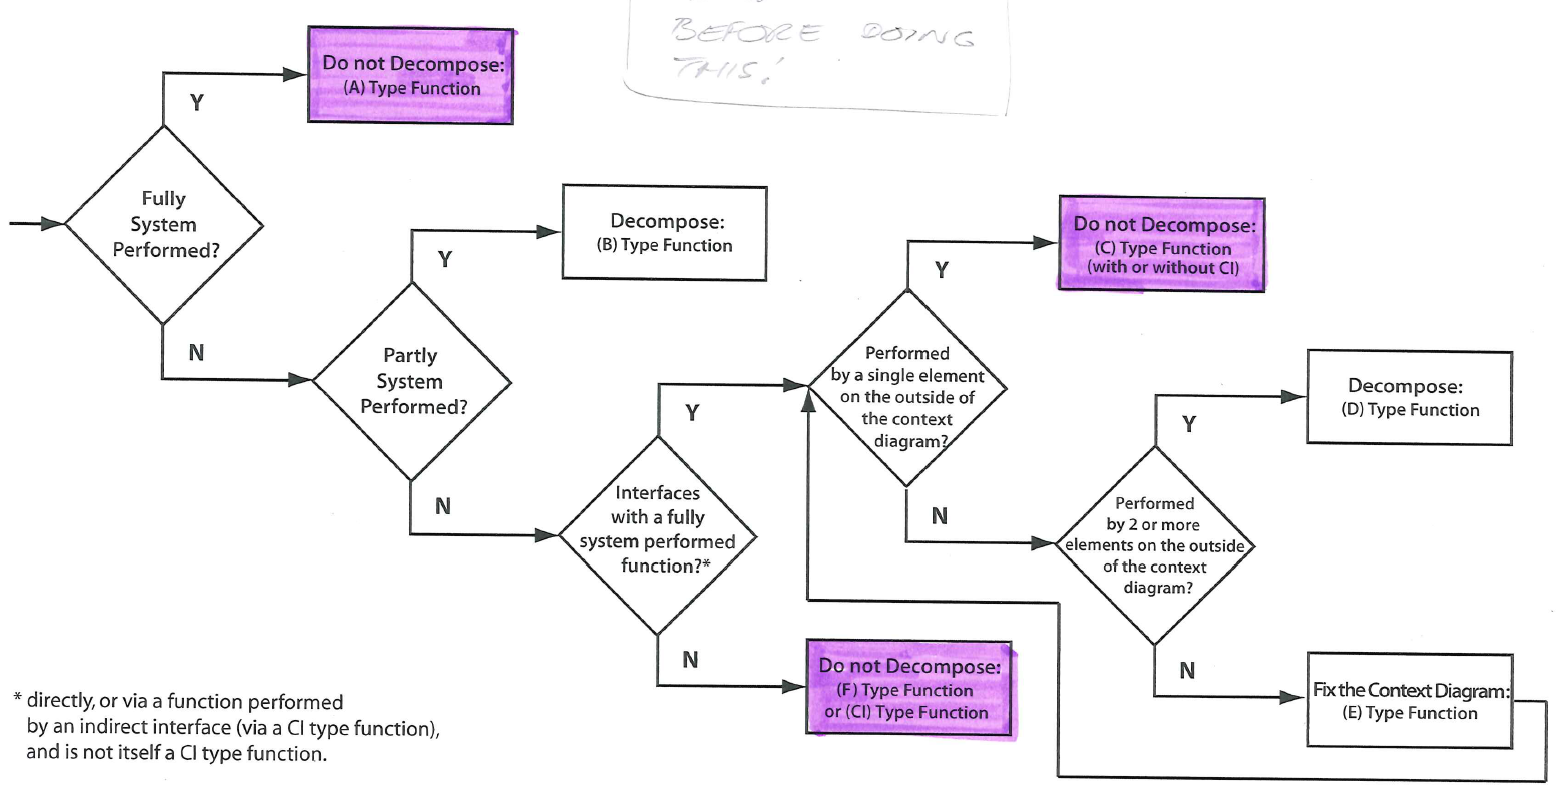 BEFORE DOING
THIS!
Do not Decompose:
(A) Type Function
Y
Fully
System
Performed?
N
Decompose:
(B) Type Function
Y
Partly
System
Performed?
N
Do not Decompose:
(C) Type Function
(with or without CI)
Y
Performed
by a single element
on the outside of
the context
diagram?
N
Y
Interfaces
with a fully
system performed
function?*
N
Decompose:
(D) Type Function
Y
Performed
by 2 or more
elements on the outside
of the context
diagram?
N
Do not Decompose:
(F) Type Function
or (CI) Type Function
Fix the Context Diagram:
(E) Type Function
* directly, or via a function performed
by an indirect interface (via a CI type function),
and is not itself a CI type function.